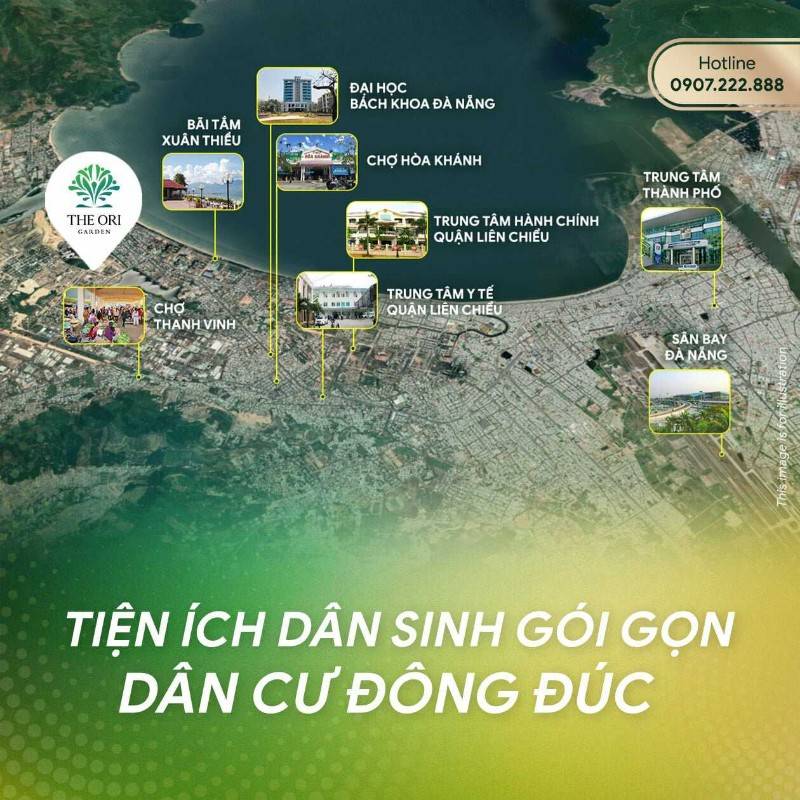 Hotline
0907.222.888
ĐẠI HỌC
BÁCH KHOA ĐÀ NẴNG
BÃI TẮM
XUÂN THIỀU
CHỢ HÒA KHÁNH
TRUNG TÂM
THÀNH PHỐ
THE ORI
GARDEN
TRUNG TÂM HÀNH CHÍNH
QUẬN LIÊN CHIỂU
TRUNG TÂM Y TẾ
QUẬN LIÊN CHIỂU
CHỢ
THANH VINH
SÂN BAY
ĐÀ NẴNG
This image is for illustration
TIỆN ÍCH DÂN SINH GÓI GỌN
DÂN CƯ ĐÔNG ĐÚC